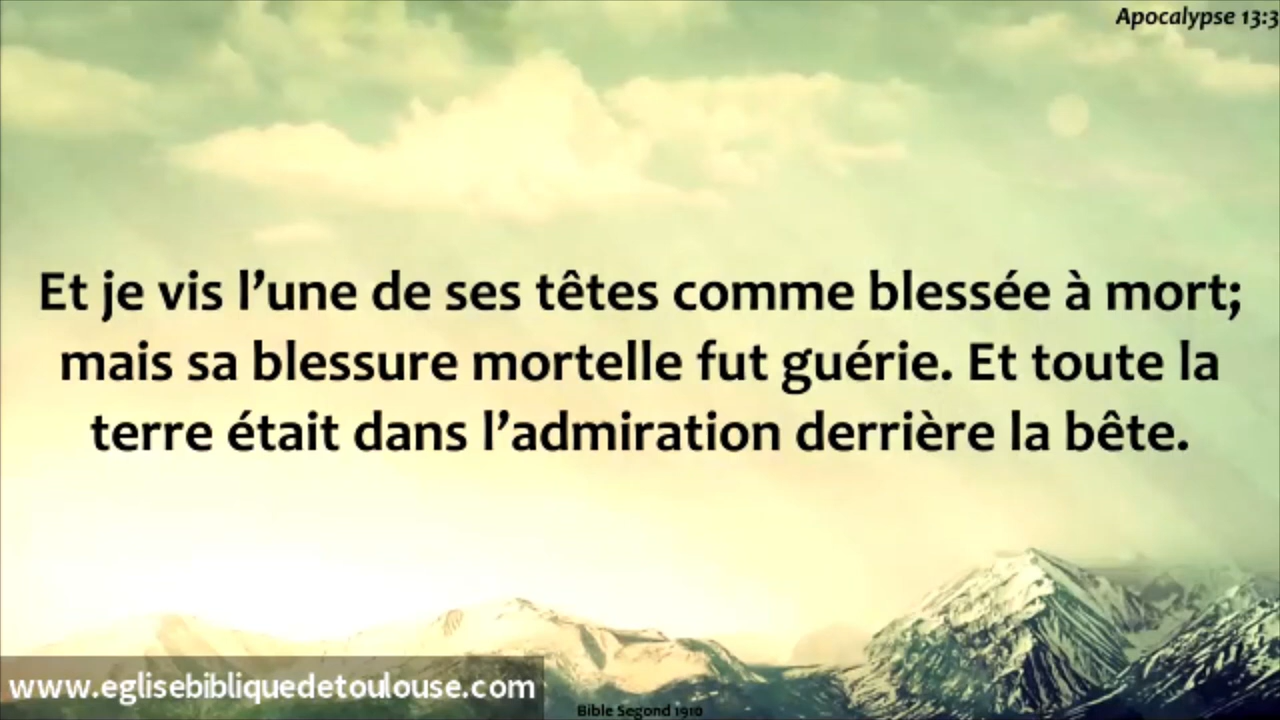 Apocalypse 13:3
Et je vis l’une de ses têtes comme blessée à mort;
mais sa blessure mortelle fut guérie. Et toute la
terre était dans l’admiration derrière la bête.
www.eglisebibliquedetoulouse.com
Bible Segond 1910